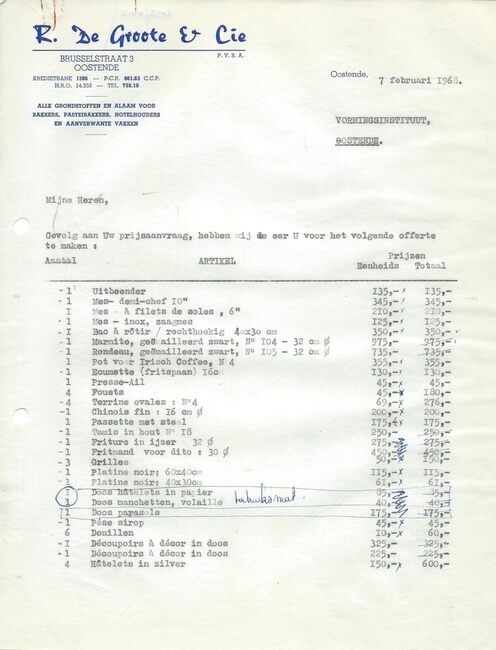 R. De Groote & Cie
P.V.B.A.
BRUSSELSTRAAT 3
OOSTENDE
KREDIETBANK 1596 — P.C.R. 861.65 C.C.P.
H.R.O. 14.553 — TEL. 738.10
ALLE GRONDSTOFFEN EN ALAAM VOOR
BAKKERS, PASTEIBAKKERS, HOTELHOUDERS
EN AANVERWANTE VAKKEN
Oostende, 7 februari 1968.
VORMINGSINSTITUUT,
OOSTENDE.
Mijne Heren,
Gevolg aan Uw prijsaanvraag, hebben wij de eer U voor het volgende offerte
te maken :
Aantal ARTIKEL Prijzen
Eenheids Totaal
- 1 Uitbeender 135,- 135,-
- 1 Mes- demi-chef 10" 345,- 345,-
I Mes - à filets de soles , 6" 210,- 210,-
- 1 Mes - inox, zaagmes 125,- 125,-
- I Bac à rôtir / rechthoekig 40x30 cm 350,- 350,-
- 1 Marmite, geëmailleerd zwart, N° 104 - 32 cm Ø 975,- 975,-
- 1 Rondeau, geëmailleerd zwart, N° 105 - 32 cm Ø 735,- 735,-
1 Pot voor Irisch Coffee, N 4 355,- 355,-
- 1 Ecumette (fritspaan) 16cm 130,- 130,-
1 Presse-Ail 45,- 45,-
4 Fouets 45,- 180,-
- 4 Terrine ovales : N°4 69,- 276,-
- 1 Chinois fin : 16 cm Ø 200,- 200,-
1 Passette met steel 175,- 175,-
- 1 Tamis in hout N° 18 250,- 250,-
- 1 Friture in ijzer - 32 Ø 275,- 275,-
- 1 Fritmand voor dito : 30 Ø 450,- 450,-
- 3 Grilles 50,- 150,-
- 1 Platine noir: 60x40cm 115,- 115,-
- 1 Platine noir: 40x30cm 61,- 61,-
I Doos hâtelets in papier 85,- 85,-
1 Doos manchetten, volaille 40,- 40,-
1 Doos parasols 175,- 175,-
- 1 Pése sirop 45,- 45,-
6 Douillen 10,- 60,-
- I Découpoirs à décor in doos 325,- 325,-
- 1 Découpoirs à décor in doos 225,- 225,-
4 Hâtelets in zilver 150,- 600,-